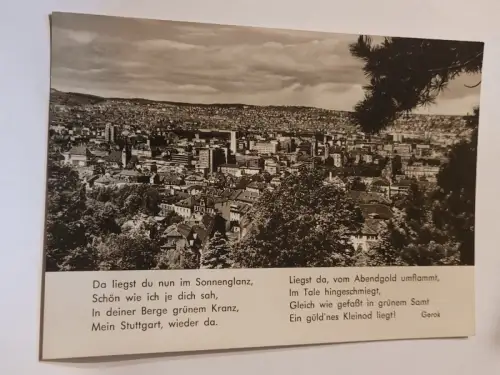 Da liegst du nun im Sonnenglanz,
Schön wie ich je dich sah,
In deiner Berge grünem Kranz,
Mein Stuttgart, wieder da.
Liegst da, vom Abendgold umflammt,
Im Tale hingeschmiegt,
Gleich wie gefaßt in grünem Samt
Ein güld'nes Kleinod liegt! Gerok